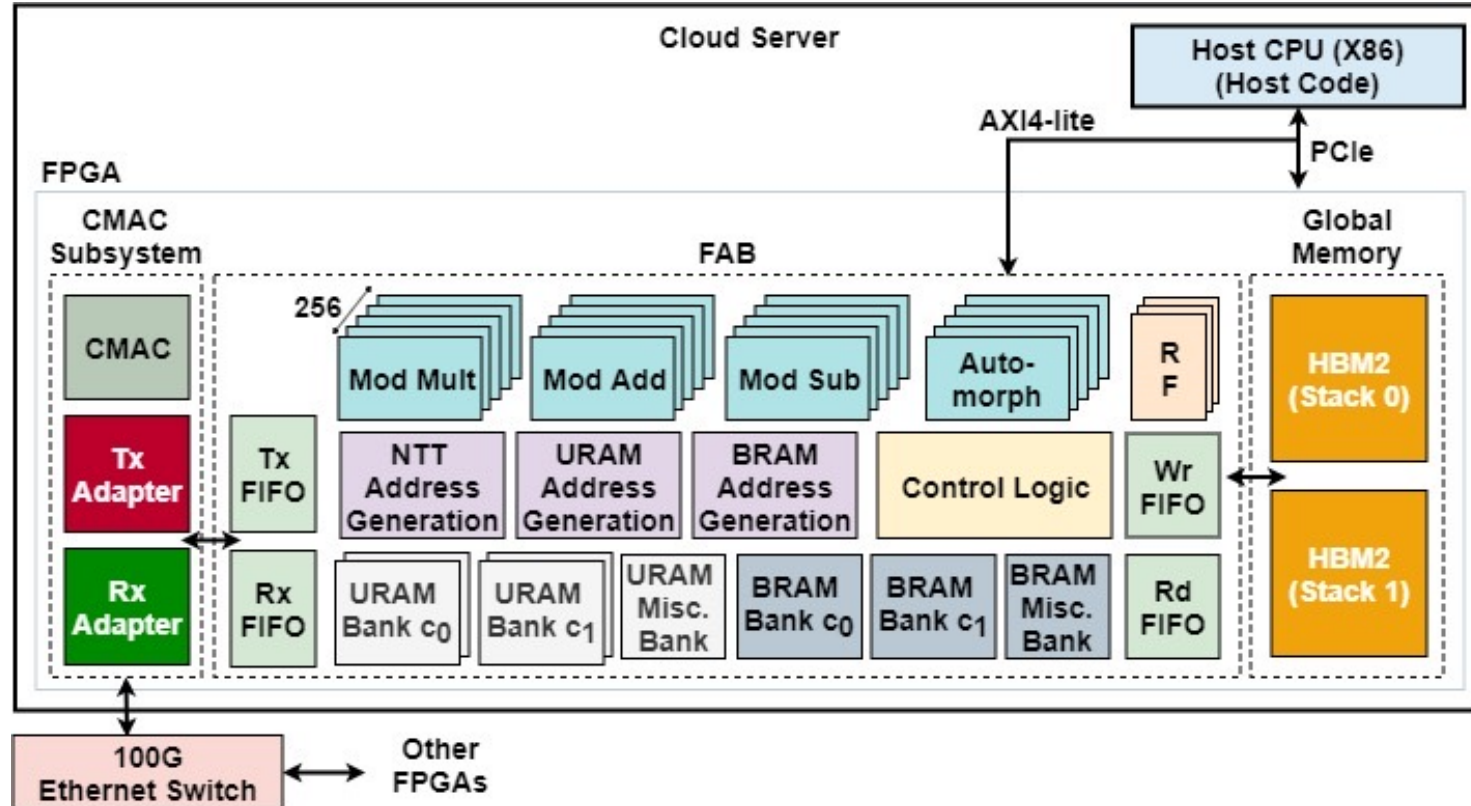 Cloud Server
Host CPU (X86)
(Host Code)
AXI4-lite
PCIe
FPGA
CMAC
Subsystem
FAB
Global
Memory
256
CMAC
Mod Mult
Mod Add
Mod Sub
Auto-
morph
R
F
HBM2
(Stack 0)
Tx
Adapter
Tx
FIFO
NTT
Address
Generation
URAM
Address
Generation
BRAM
Address
Generation
Control Logic
Wr
FIFO
HBM2
(Stack 1)
Rx
Adapter
Rx
FIFO
URAM
Bank c0
URAM
Bank c1
URAM
Misc.
Bank
BRAM
Bank c0
BRAM
Bank c1
BRAM
Misc.
Bank
Rd
FIFO
100G
Ethernet Switch
Other
FPGAs